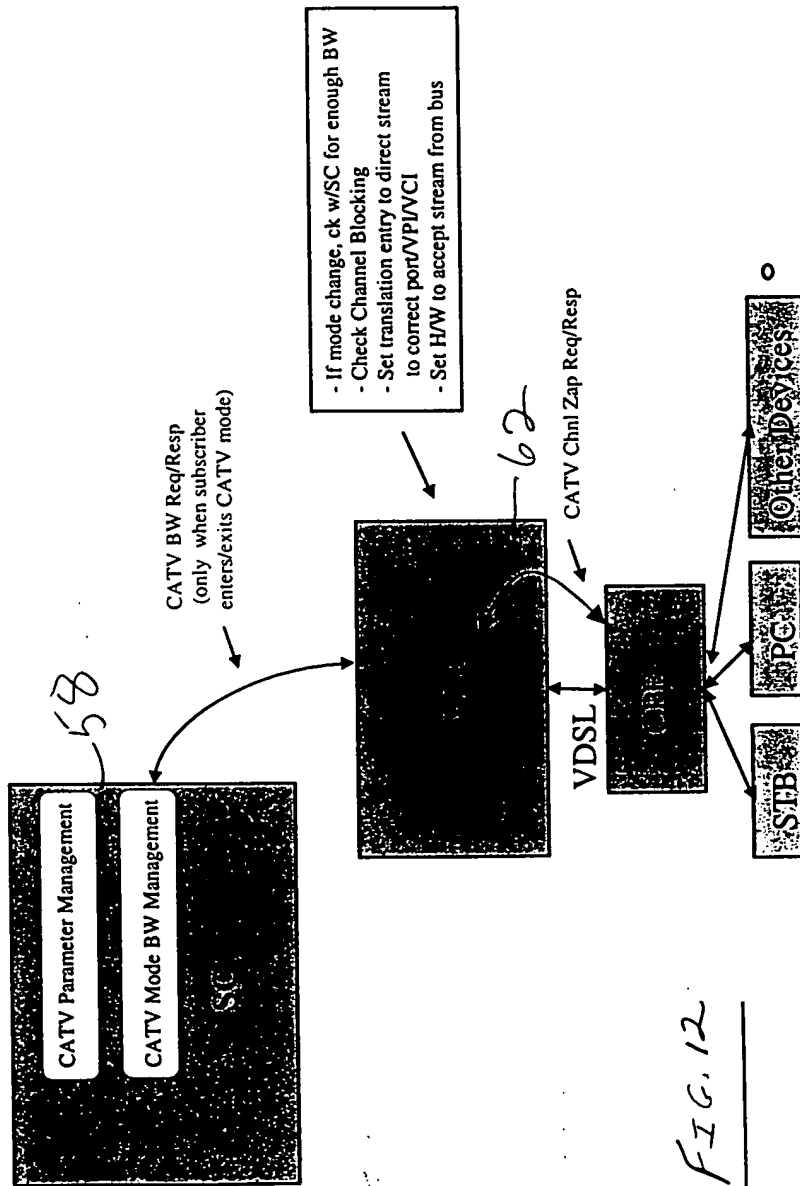 CATV Parameter Management
58
CATV Mode BW Management
SC
CATV BW Req/Resp
(only when subscriber
enters/exits CATV mode)
- If mode change, ck w/SC for enough BW
- Check Channel Blocking
- Set translation entry to direct stream
to correct port/VPI/VCI
- Set H/W to accept stream from bus
62
CATV Chnl Zap Req/Resp
VDSL
STB
PC
Other Devices
FIG. 12